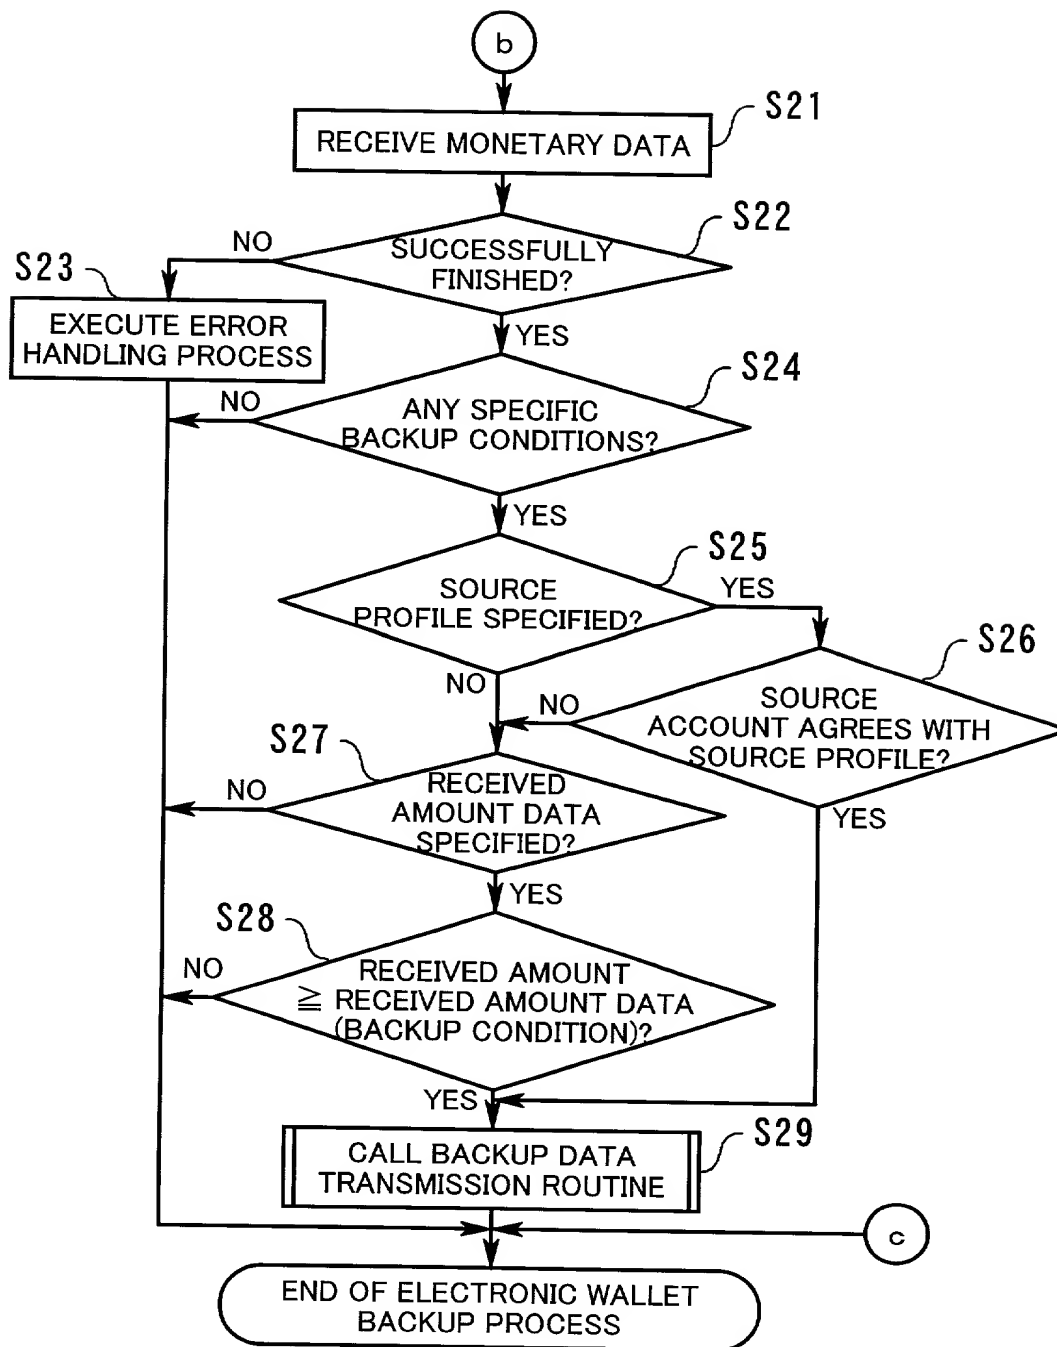 b
S21
RECEIVE MONETARY DATA
S22
NO
SUCCESSFULLY
FINISHED?
S23
YES
EXECUTE ERROR
HANDLING PROCESS
S24
NO
ANY SPECIFIC
BACKUP CONDITIONS?
YES
S25
SOURCE
PROFILE SPECIFIED?
YES
S26
NO
NO
SOURCE
ACCOUNT AGREES WITH
SOURCE PROFILE?
S27
NO
RECEIVED
AMOUNT DATA
SPECIFIED?
YES
YES
S28
NO
RECEIVED AMOUNT
≧ RECEIVED AMOUNT DATA
(BACKUP CONDITION)?
YES
S29
CALL BACKUP DATA
TRANSMISSION ROUTINE
c
END OF ELECTRONIC WALLET
BACKUP PROCESS